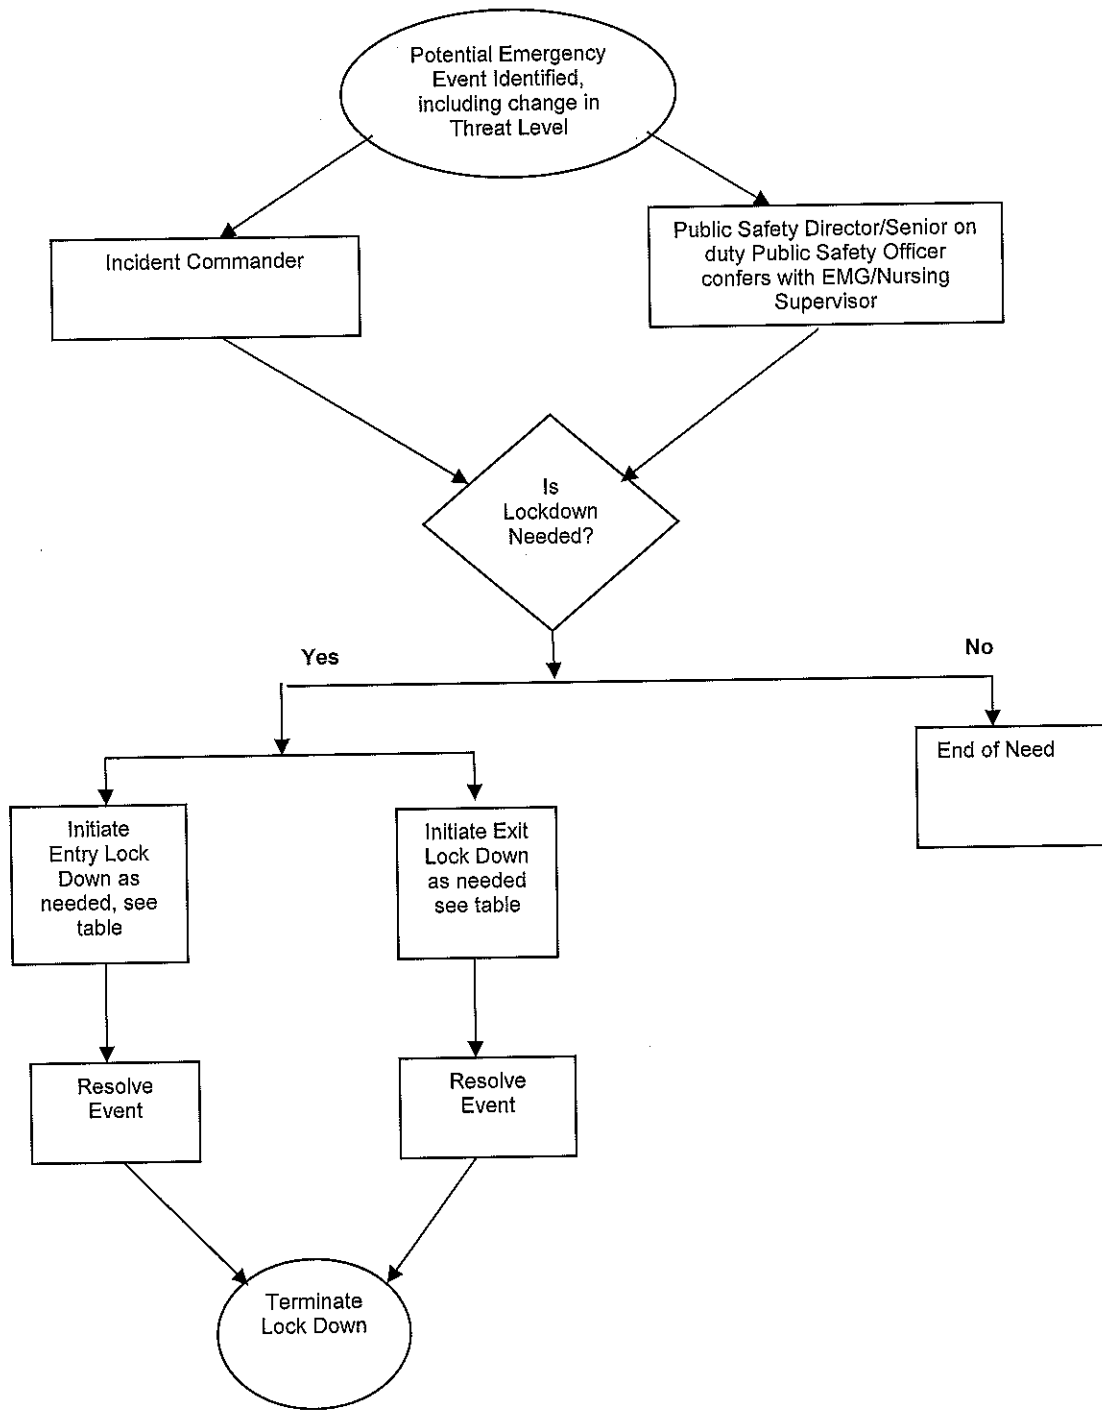 Potential Emergency
Event Identified,
including change in
Threat Level
Incident Commander
Public Safety Director/Senior on
duty Public Safety Officer
confers with EMG/Nursing
Supervisor
Is
Lockdown
Needed?
Yes
No
End of Need
Initiate
Entry Lock
Down as
needed, see
table
Initiate Exit
Lock Down
as needed
see table
Resolve
Event
Resolve
Event
Terminate
Lock Down